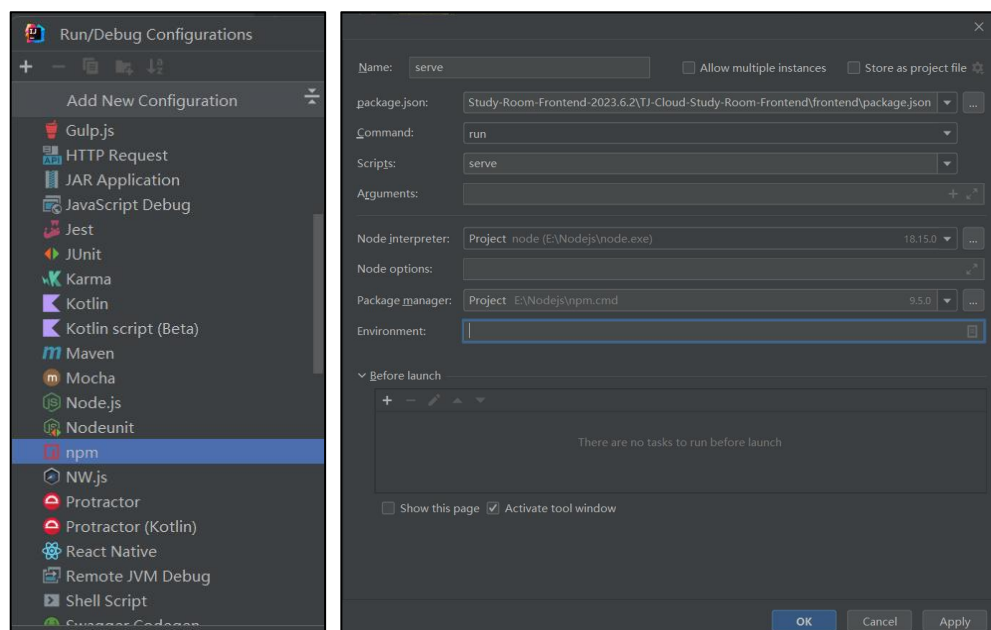 Run/Debug Configurations
Add New Configuration
Gulp.js
HTTP Request
JAR Application
JavaScript Debug
Jest
JUnit
Karma
Kotlin
Kotlin script (Beta)
Maven
Mocha
Node.js
Nodeunit
npm
NW.js
Protractor
Protractor (Kotlin)
React Native
Remote JVM Debug
Shell Script
Swagger Codegen
Name: serve Allow multiple instances Store as project file
package.json: Study-Room-Frontend-2023.6.2\TJ-Cloud-Study-Room-Frontend\frontend\package.json ...
Command: run
Scripts: serve
Arguments:
Node interpreter: Project node (E:\Nodejs\node.exe) 18.15.0 ...
Node options:
Package manager: Project E:\Nodejs\npm.cmd 9.5.0 ...
Environment:
Before launch
There are no tasks to run before launch
Show this page Activate tool window
OK Cancel Apply